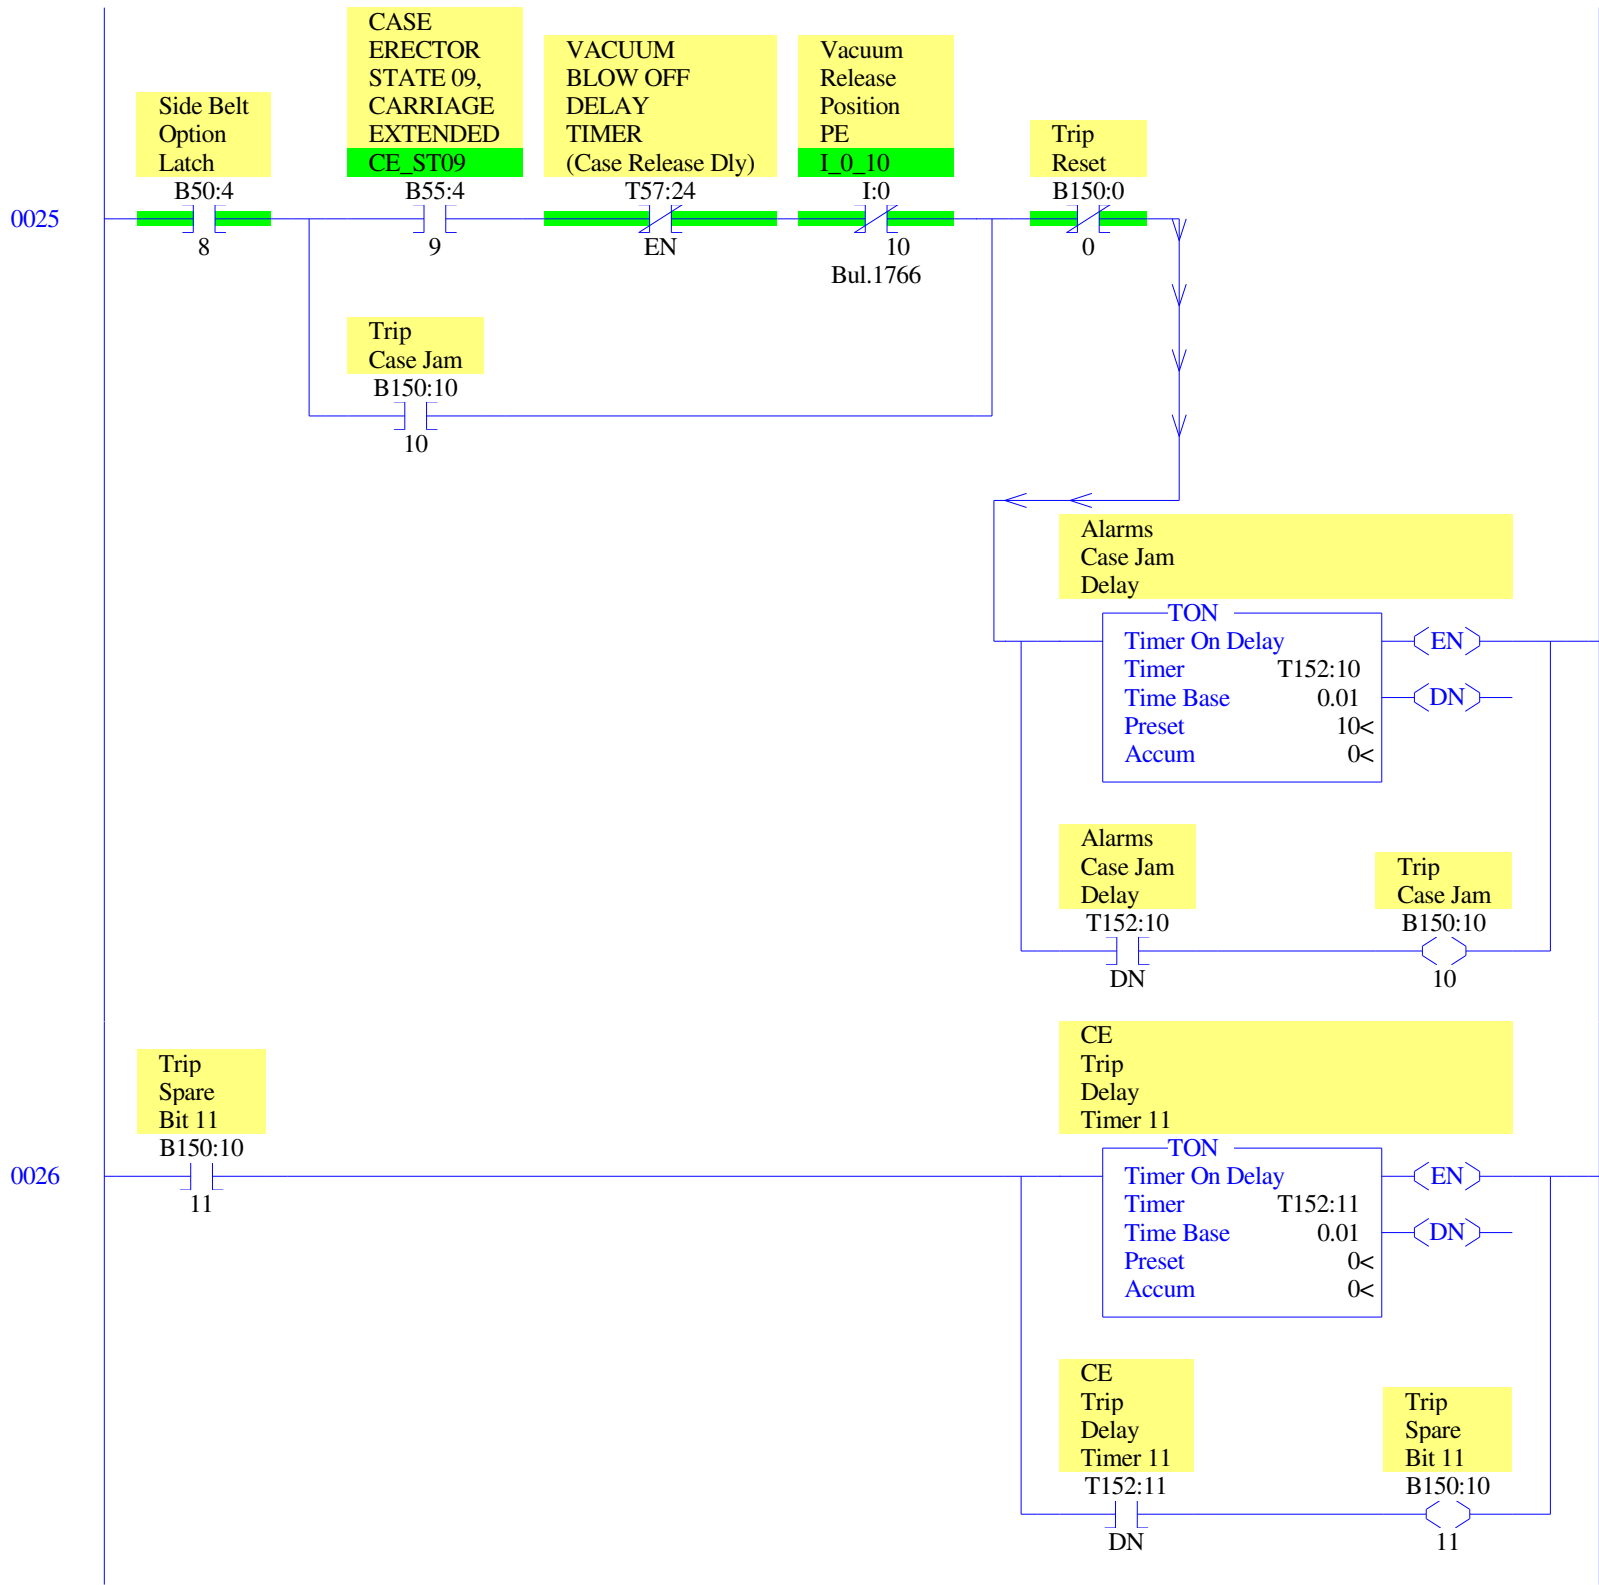 CASE
ERECTOR
STATE 09,
CARRIAGE
EXTENDED
CE_ST09
VACUUM
BLOW OFF
DELAY
TIMER
(Case Release Dly)
Vacuum
Release
Position
PE
I_0_10
Side Belt
Option
Latch
Trip
Reset
B50:4
B55:4
T57:24
I:0
B150:0
0025
8
9
EN
10
0
Bul.1766
Trip
Case Jam
B150:10
10
Alarms
Case Jam
Delay
TON
Timer On Delay
EN
Timer T152:10
Time Base 0.01
DN
Preset 10<
Accum 0<
Alarms
Case Jam
Delay
T152:10
DN
Trip
Case Jam
B150:10
10
Trip
Spare
Bit 11
B150:10
0026
11
CE
Trip
Delay
Timer 11
TON
Timer On Delay
EN
Timer T152:11
Time Base 0.01
DN
Preset 0<
Accum 0<
CE
Trip
Delay
Timer 11
T152:11
DN
Trip
Spare
Bit 11
B150:10
11